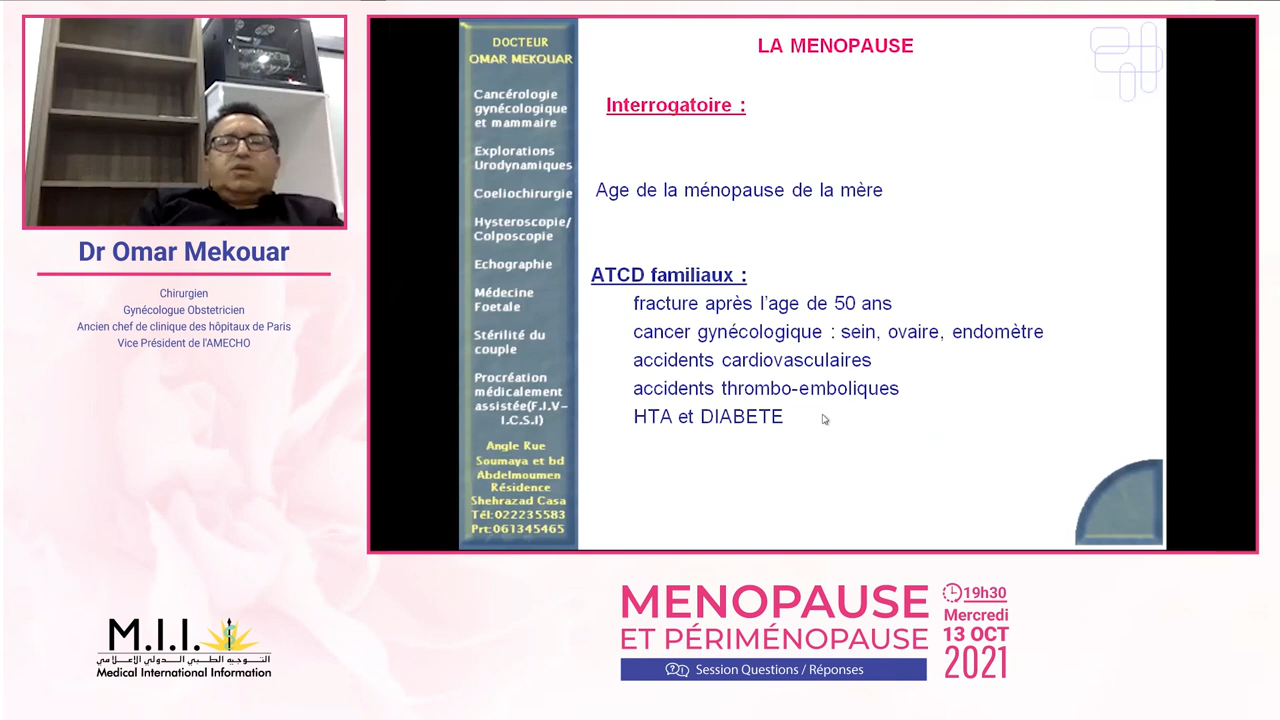 Dr Omar Mekouar
Chirurgien
Gynécologue Obstetricien
Ancien chef de clinique des hôpitaux de Paris
Vice Président de l'AMECHO
DOCTEUR
OMAR MEKOUAR
Cancérologie
gynécologique
et mammaire
Explorations
Urodynamiques
Coeliochirurgie
Hysteroscopie/
Colposcopie
Echographie
Médecine
Foetale
Stérilité du
couple
Procréation
médicalement
assistée(F.I.V-
I.C.S.I)
Angle Rue
Soumaya et bd
Abdelmoumen
Résidence
Shehrazad Casa
Tél:022235583
Prt:061345465
LA MENOPAUSE
Interrogatoire :
Age de la ménopause de la mère
ATCD familiaux :
fracture après l'age de 50 ans
cancer gynécologique : sein, ovaire, endomètre
accidents cardiovasculaires
accidents thrombo-emboliques
HTA et DIABETE
M.I.I.
التوجيه الطبي الدولي الإعلامي
Medical International Information
MENOPAUSE
ET PÉRIMÉNOPAUSE
Session Questions / Réponses
19h30
Mercredi
13 OCT
2021